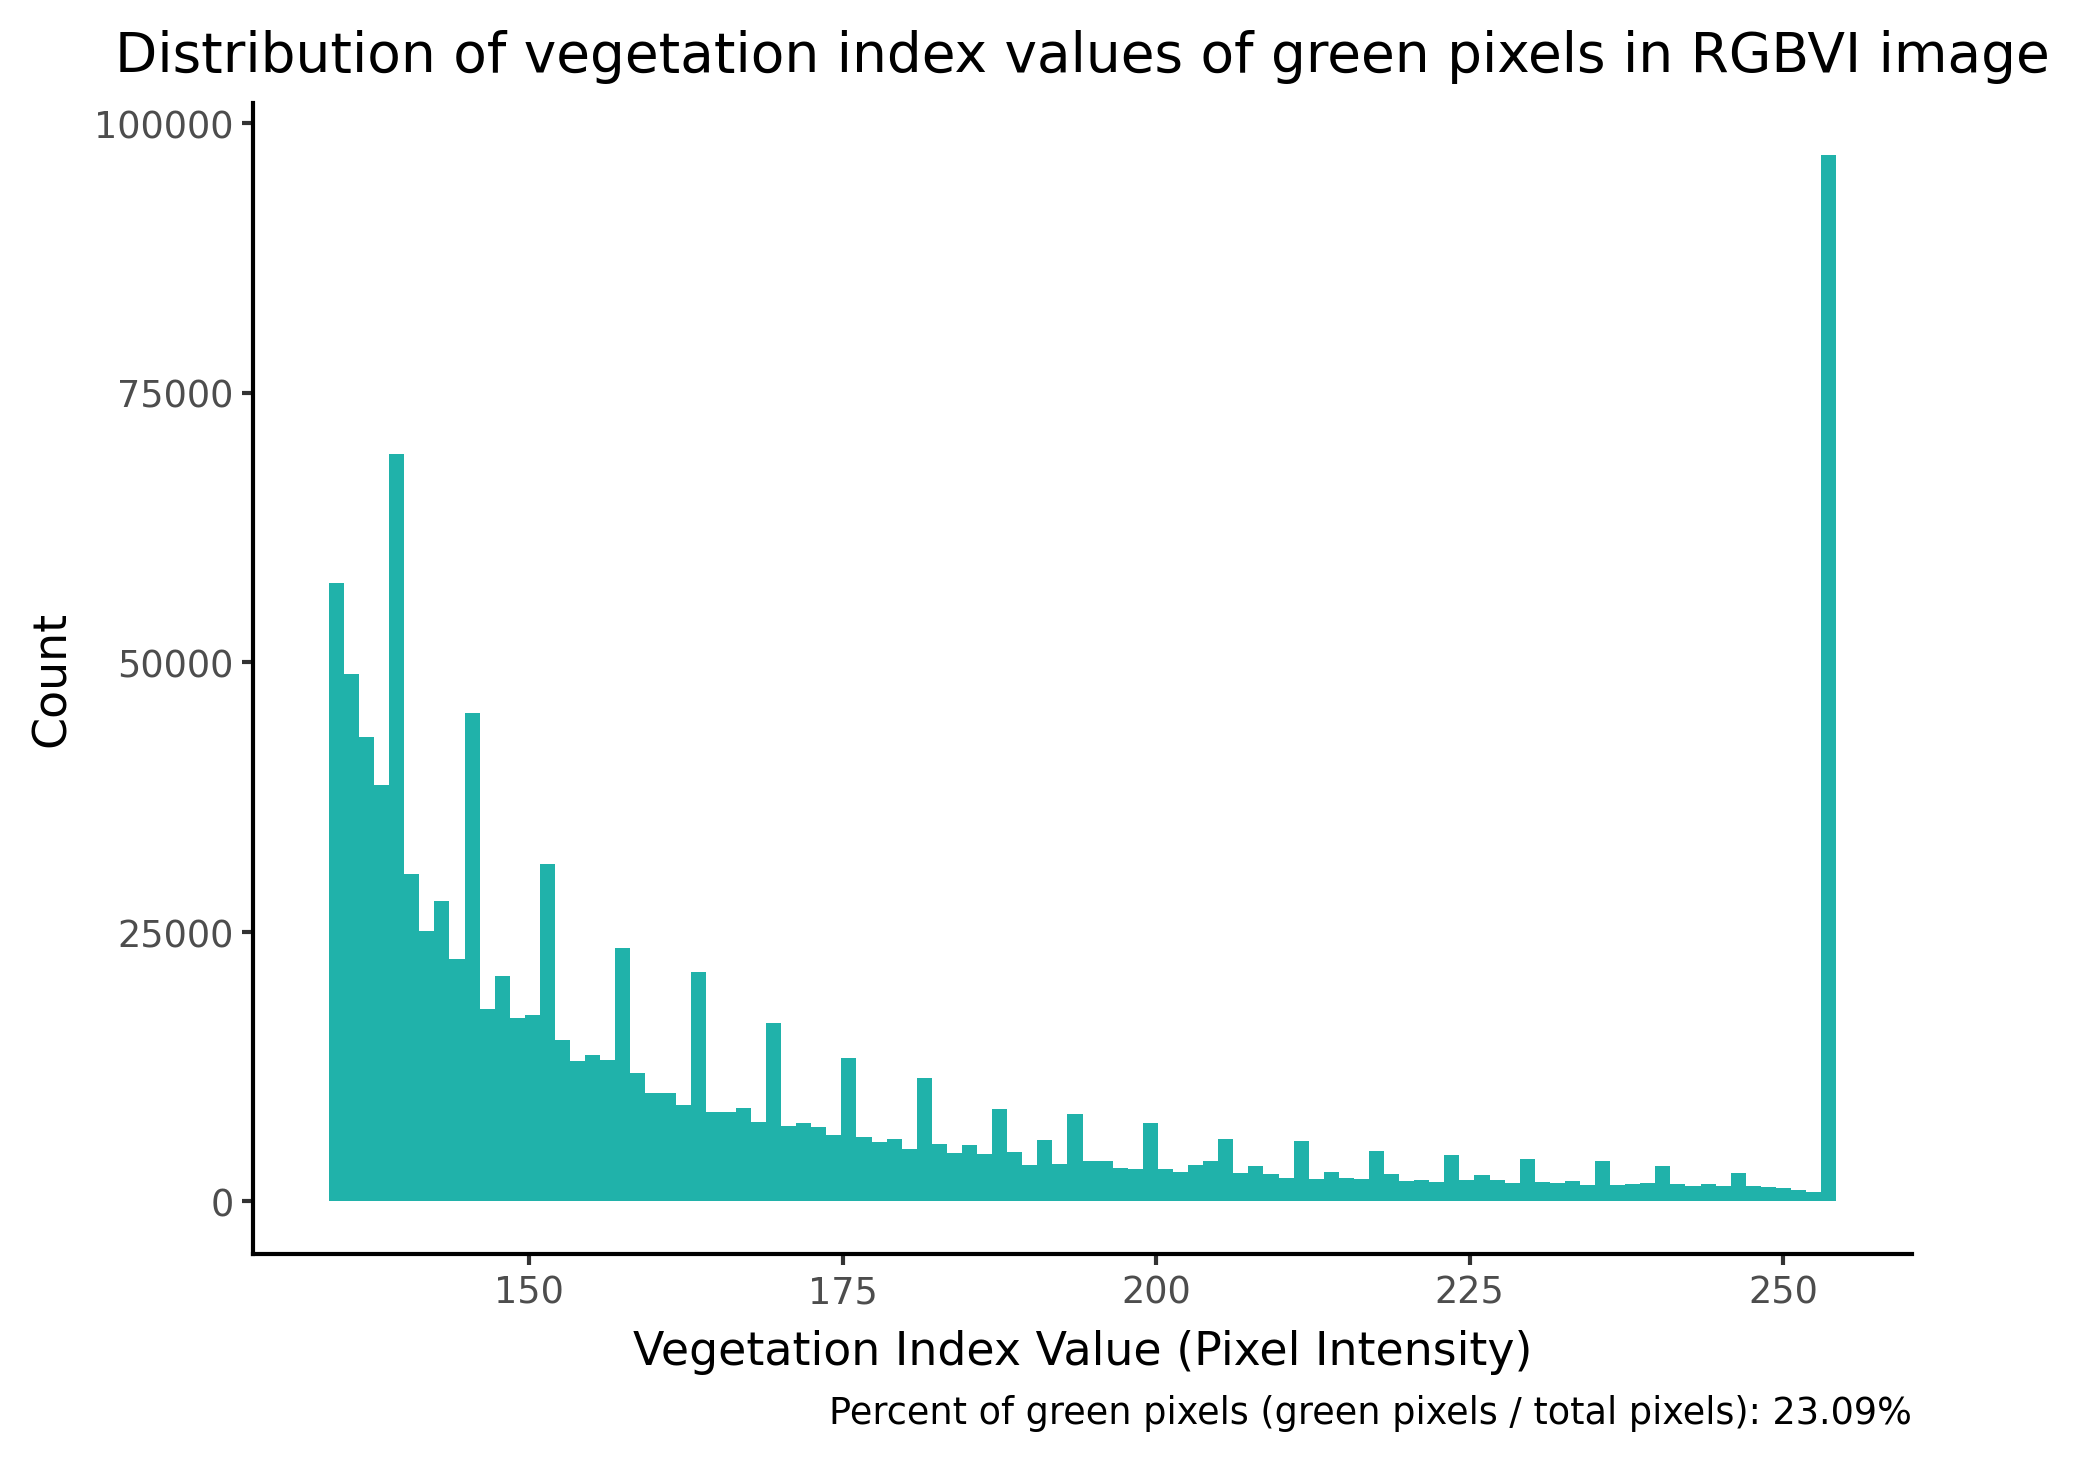 Distribution of vegetation index values of green pixels in RGBVI image
100000
75000
50000
25000
0
Count
150 175 200 225 250
Vegetation Index Value (Pixel Intensity)
Percent of green pixels (green pixels / total pixels): 23.09%